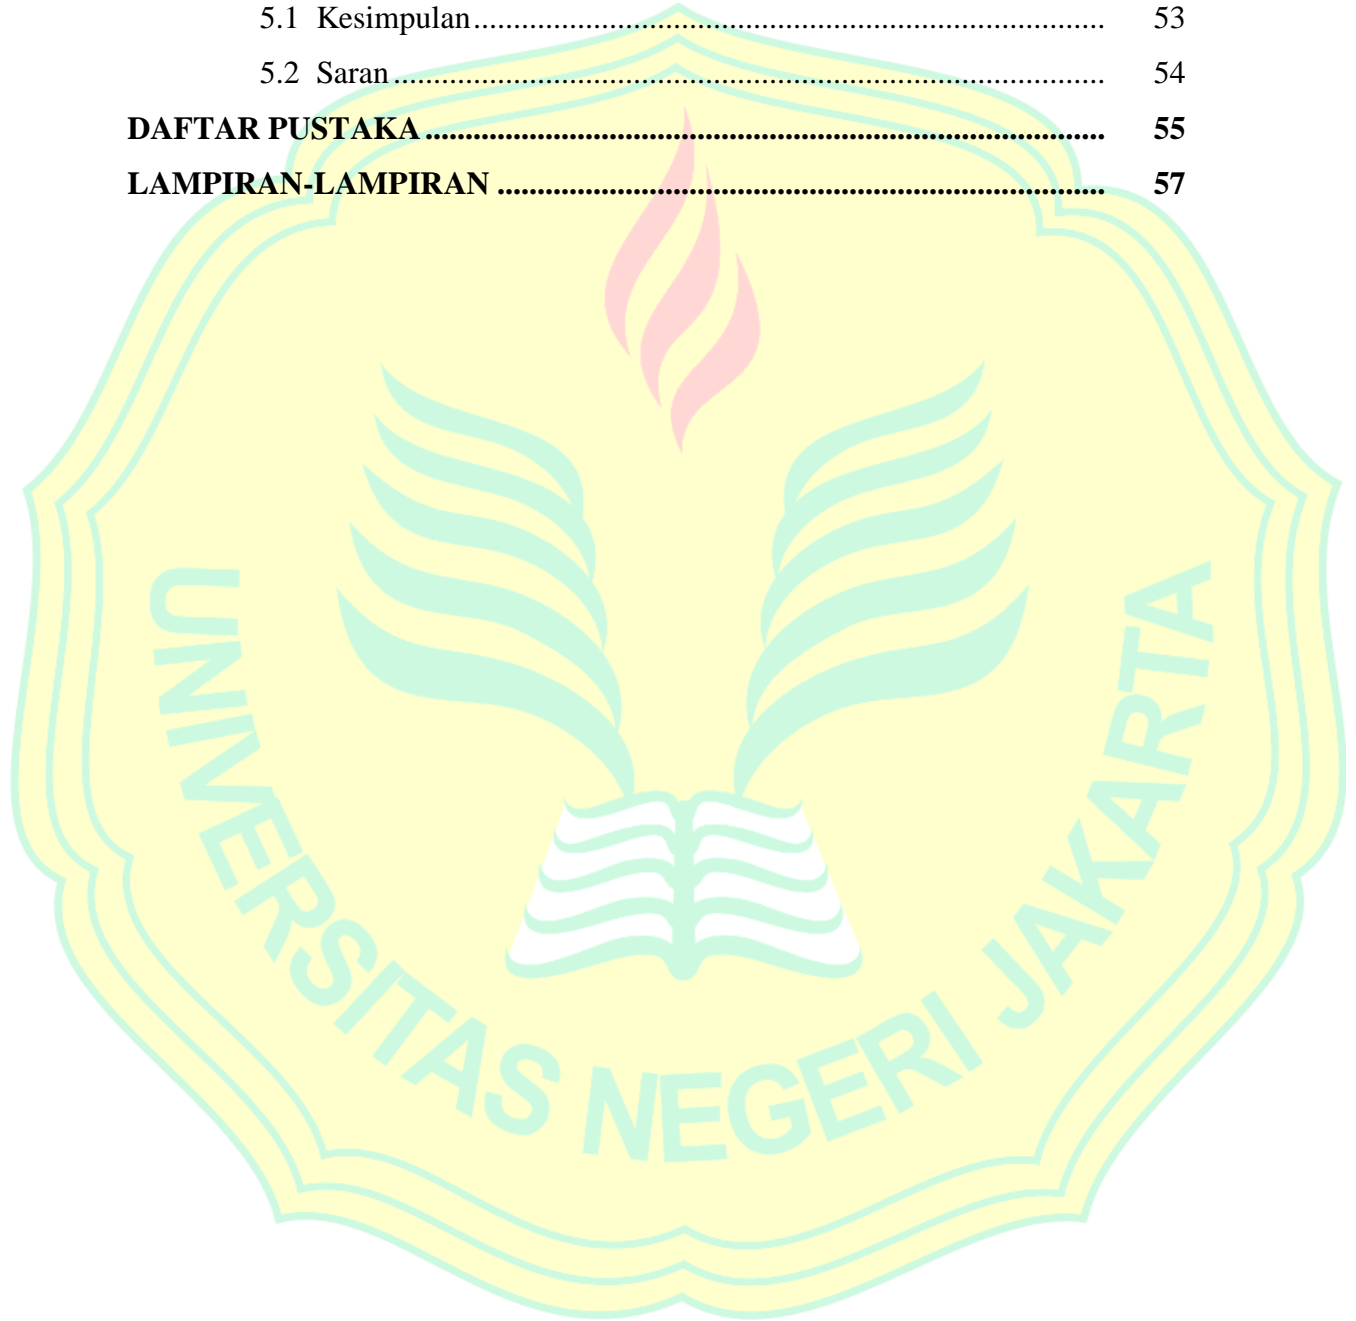 5.1 Kesimpulan................................................................................ 53
5.2 Saran.......................................................................................... 54
DAFTAR PUSTAKA...................................................................................... 55
LAMPIRAN-LAMPIRAN............................................................................. 57
UNIVERSITAS NEGERI JAKARTA